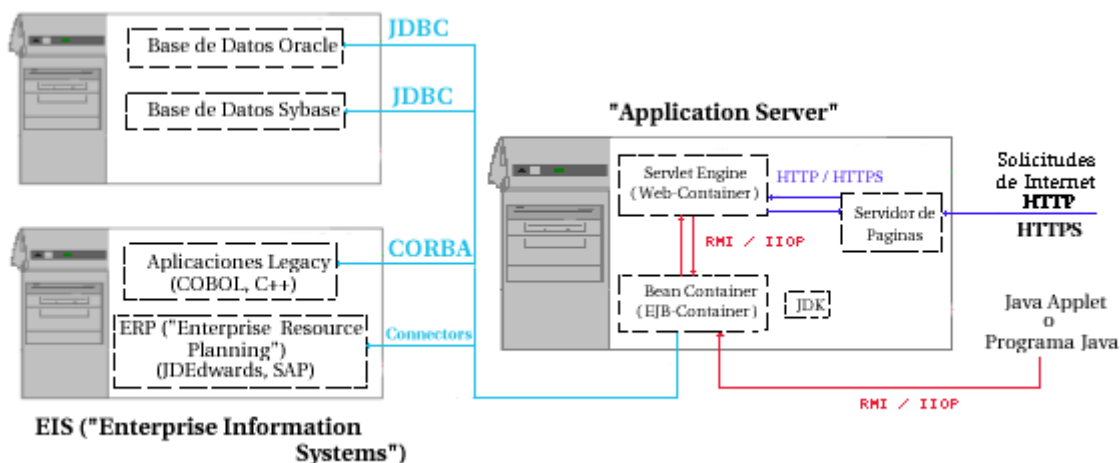 JDBC
Base de Datos Oracle
JDBC
Base de Datos Sybase
"Application Server"
Servlet Engine
(Web-Container)
HTTP / HTTPS
Servidor de
Paginas
Solicitudes
de Internet
HTTP
HTTPS
RMI / IIOP
CORBA
Aplicaciones Legacy
(COBOL, C++)
Bean Container
(EJB-Container)
JDK
Java Applet
o
Programa Java
ERP ("Enterprise Resource
Planning")
(JDEdwards, SAP)
Connectors
RMI / IIOP
EIS ("Enterprise Information
Systems")